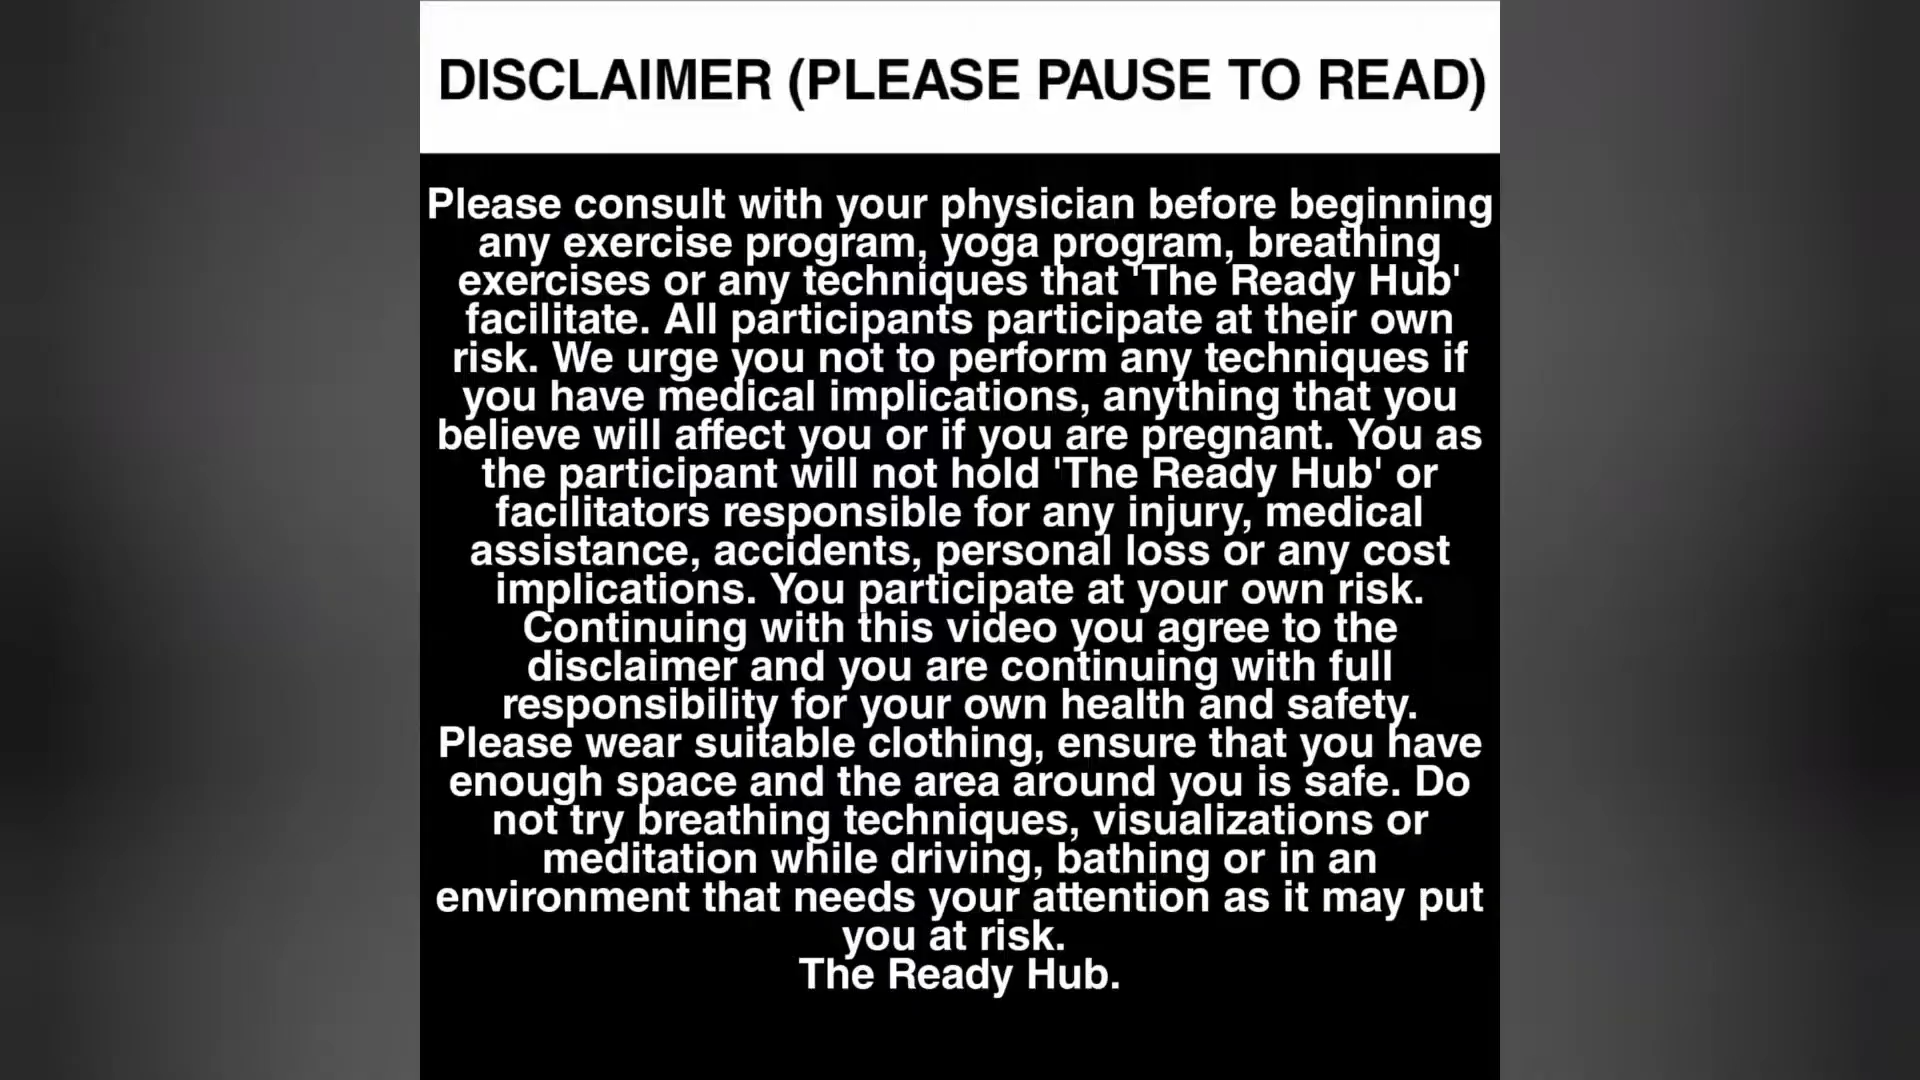 DISCLAIMER (PLEASE PAUSE TO READ)
Please consult with your physician before beginning
any exercise program, yoga program, breathing
exercises or any techniques that 'The Ready Hub'
facilitate. All participants participate at their own
risk. We urge you not to perform any techniques if
you have medical implications, anything that you
believe will affect you or if you are pregnant. You as
the participant will not hold 'The Ready Hub' or
facilitators responsible for any injury, medical
assistance, accidents, personal loss or any cost
implications. You participate at your own risk.
Continuing with this video you agree to the
disclaimer and you are continuing with full
responsibility for your own health and safety.
Please wear suitable clothing, ensure that you have
enough space and the area around you is safe. Do
not try breathing techniques, visualizations or
meditation while driving, bathing or in an
environment that needs your attention as it may put
you at risk.
The Ready Hub.